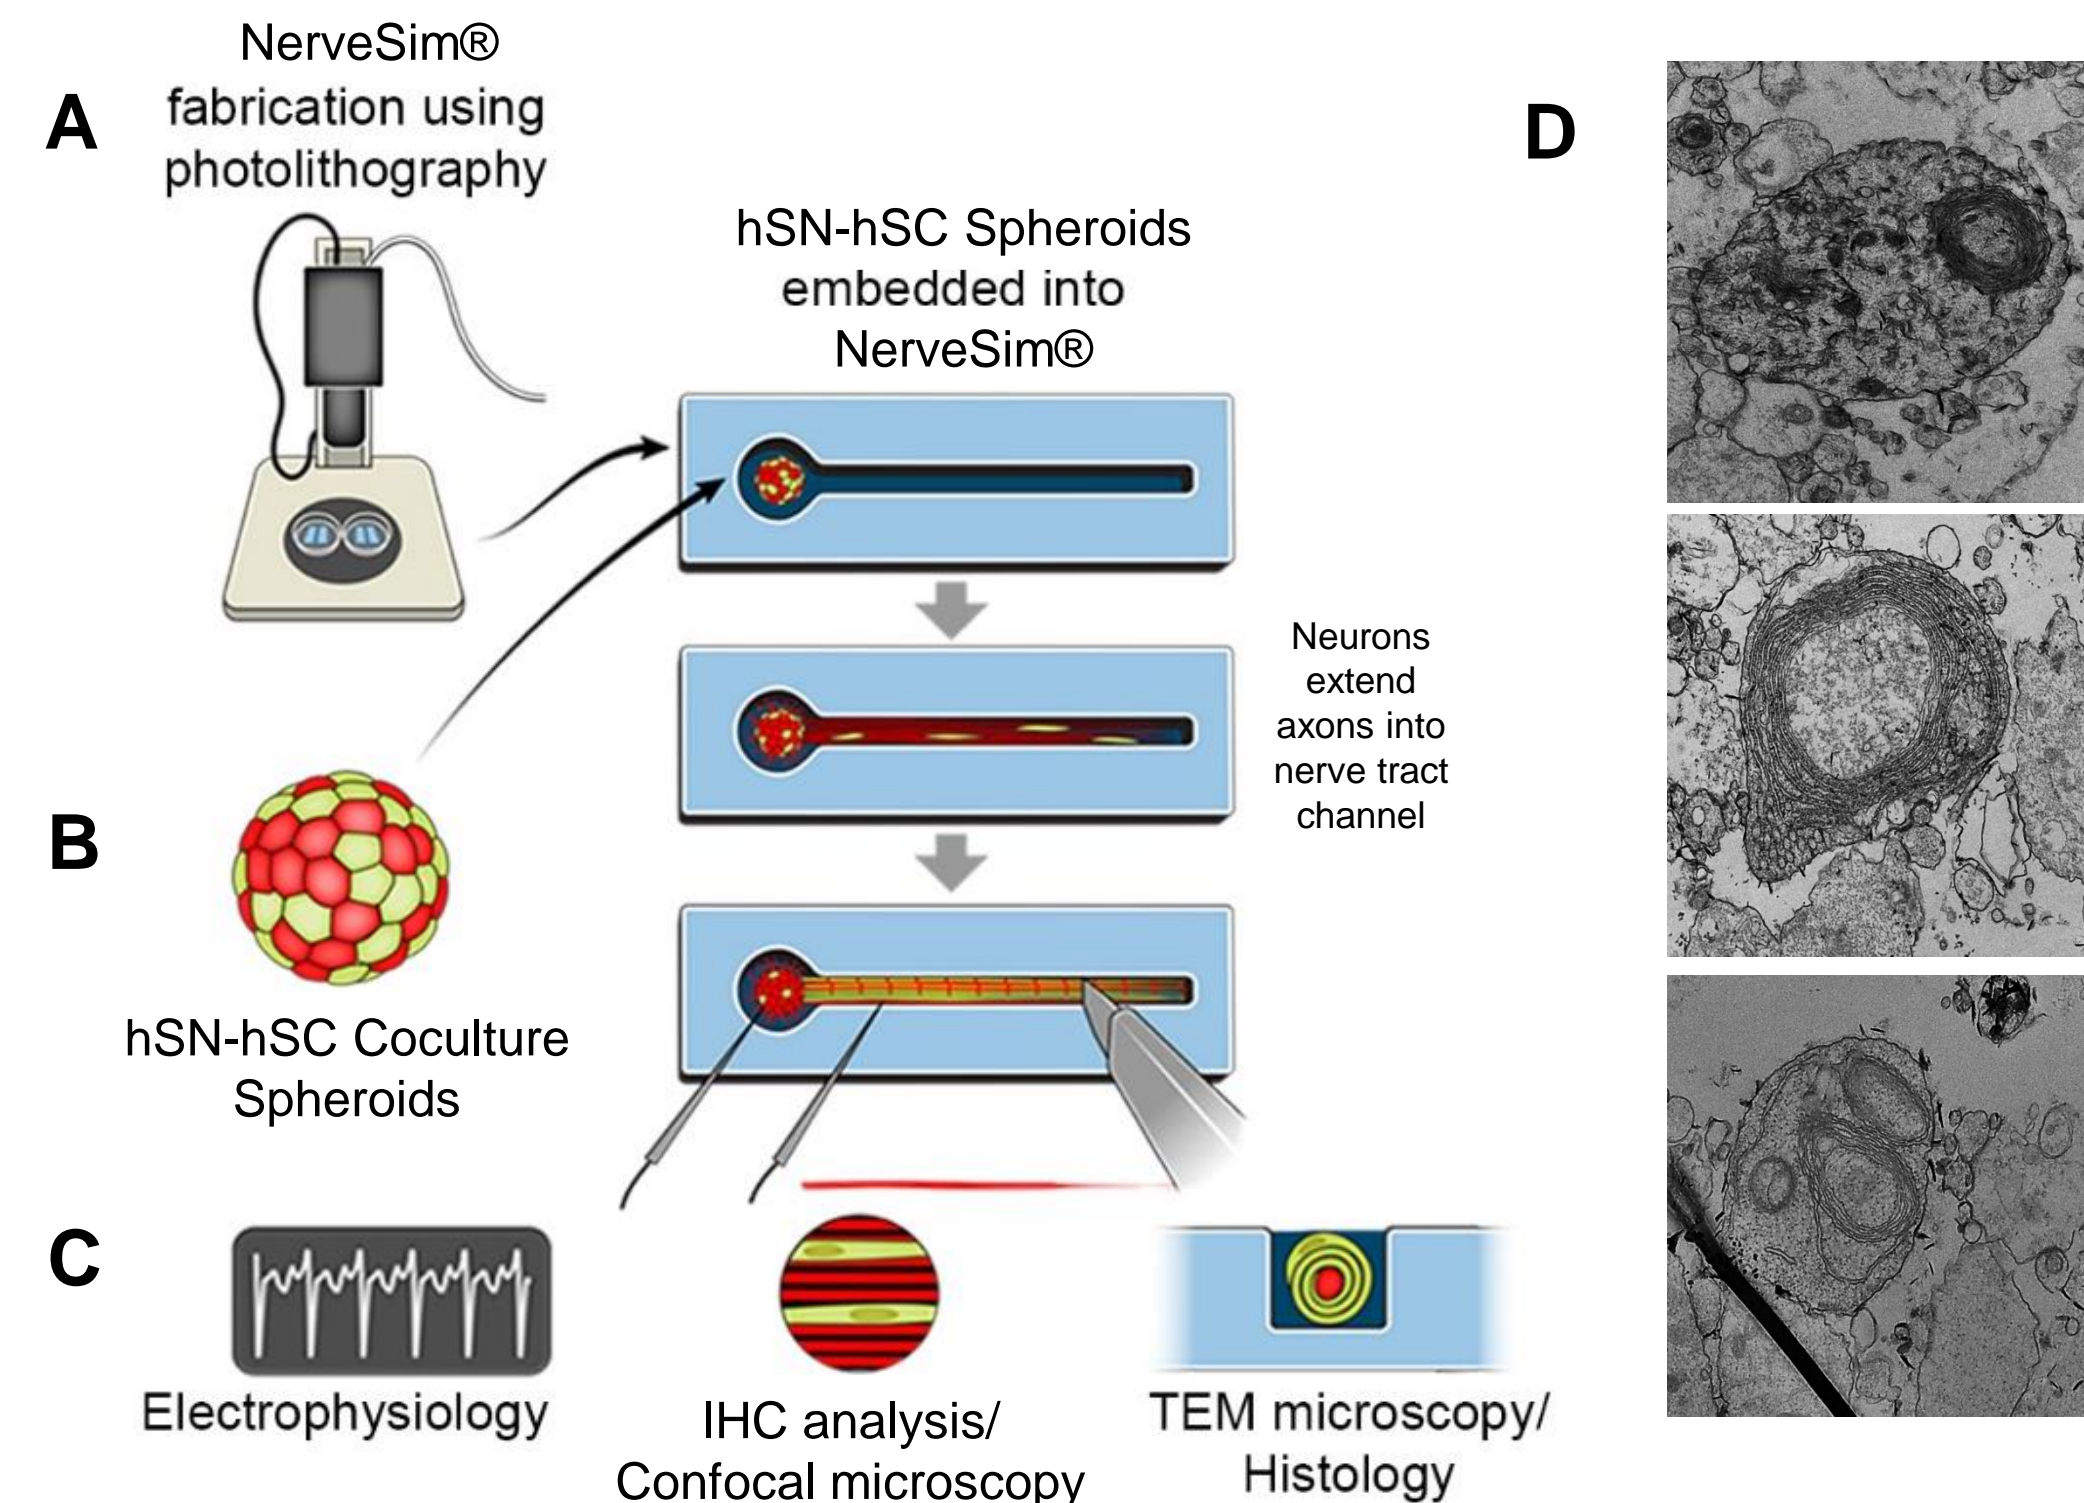 NerveSim®
A
fabrication using
photolithography
D
hSN-hSC Spheroids
embedded into
NerveSim®
Neurons
extend
axons into
nerve tract
channel
B
hSN-hSC Coculture
Spheroids
C
Electrophysiology
IHC analysis/
Confocal microscopy
TEM microscopy/
Histology